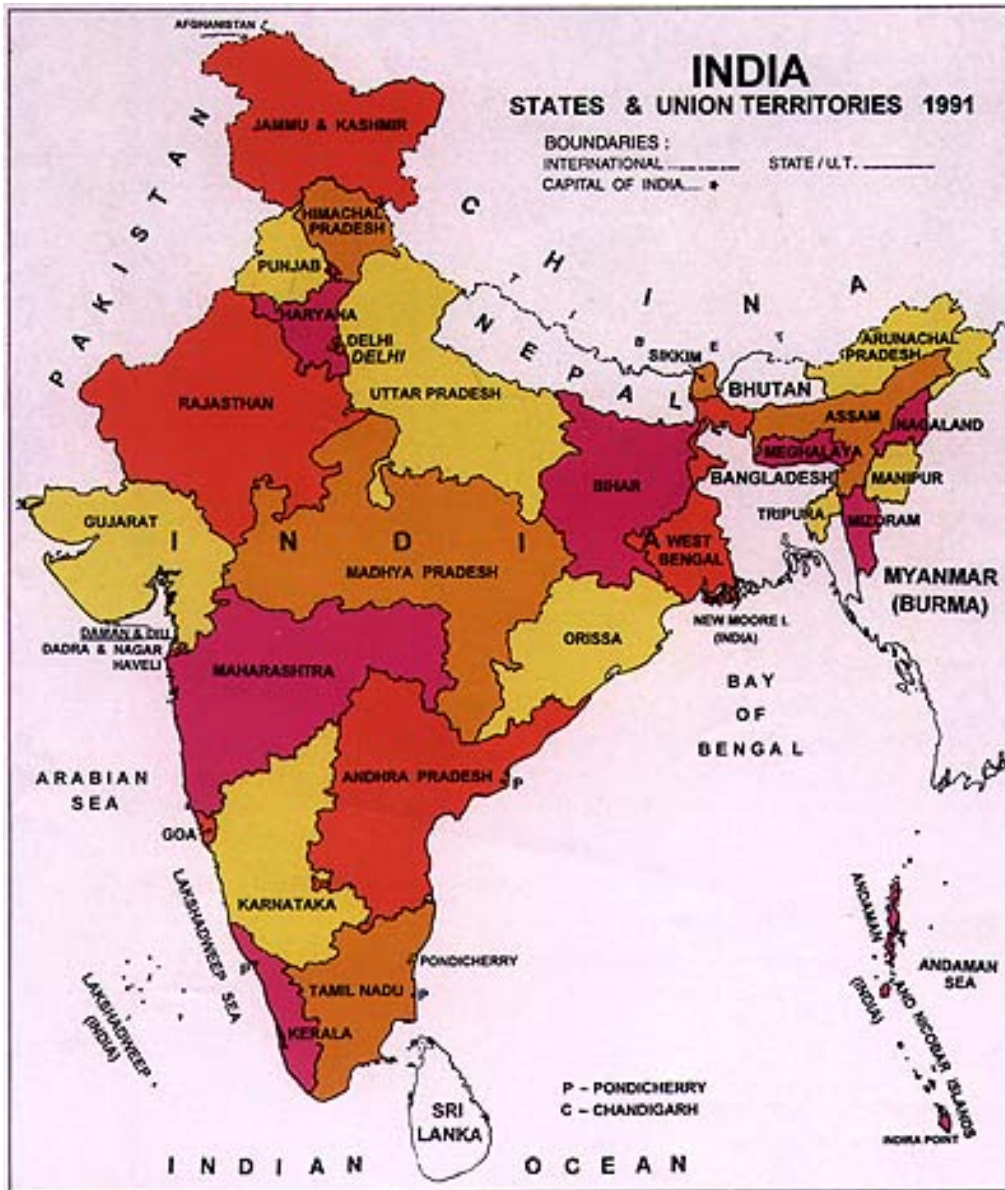 INDIA
STATES & UNION TERRITORIES 1991
BOUNDARIES :
INTERNATIONAL STATE / U.T.
CAPITAL OF INDIA
AFGHANISTAN
PAKISTAN
CHINA
TIBET
NEPAL
JAMMU & KASHMIR
HIMACHAL
PRADESH
PUNJAB
HARYANA
DELHI
DELHI
RAJASTHAN
UTTAR PRADESH
SIKKIM
BHUTAN
ARUNACHAL
PRADESH
ASSAM
NAGALAND
MEGHALAYA
BANGLADESH
MANIPUR
TRIPURA
MIZORAM
MYANMAR
(BURMA)
BIHAR
WEST
BENGAL
GUJARAT
INDIA
MADHYA PRADESH
NEW MOORE I.
(INDIA)
ORISSA
DAMAN & DIU
DADRA & NAGAR
HAVELI
MAHARASHTRA
BAY
OF
BENGAL
ARABIAN
SEA
ANDHRA PRADESH
P
GOA
KARNATAKA
LAKSHADWEEP SEA
LAKSHADWEEP
(INDIA)
PONDICHERRY
TAMIL NADU
P
KERALA
ANDAMAN AND NICOBAR ISLANDS
(INDIA)
ANDAMAN
SEA
INDIRA POINT
P - PONDICHERRY
C - CHANDIGARH
SRI
LANKA
INDIAN OCEAN